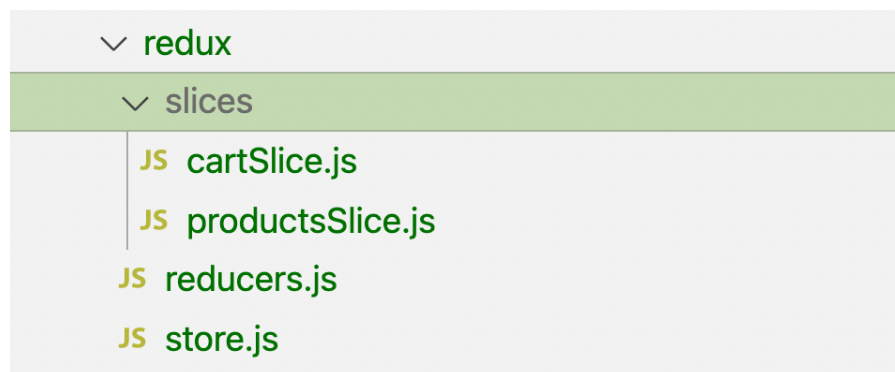 redux
slices
JS cartSlice.js
JS productsSlice.js
JS reducers.js
JS store.js